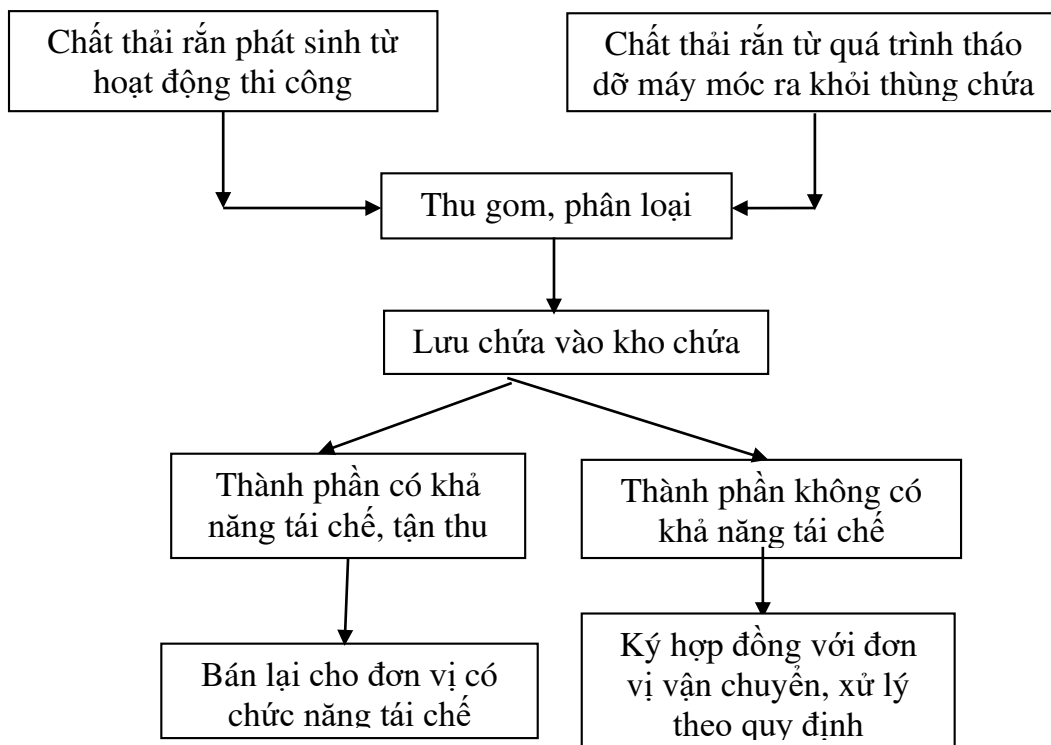 Chất thải rắn phát sinh từ
hoạt động thi công
Chất thải rắn từ quá trình tháo
dỡ máy móc ra khỏi thùng chứa
Thu gom, phân loại
Lưu chứa vào kho chứa
Thành phần có khả
năng tái chế, tận thu
Thành phần không có
khả năng tái chế
Bán lại cho đơn vị có
chức năng tái chế
Ký hợp đồng với đơn
vị vận chuyển, xử lý
theo quy định